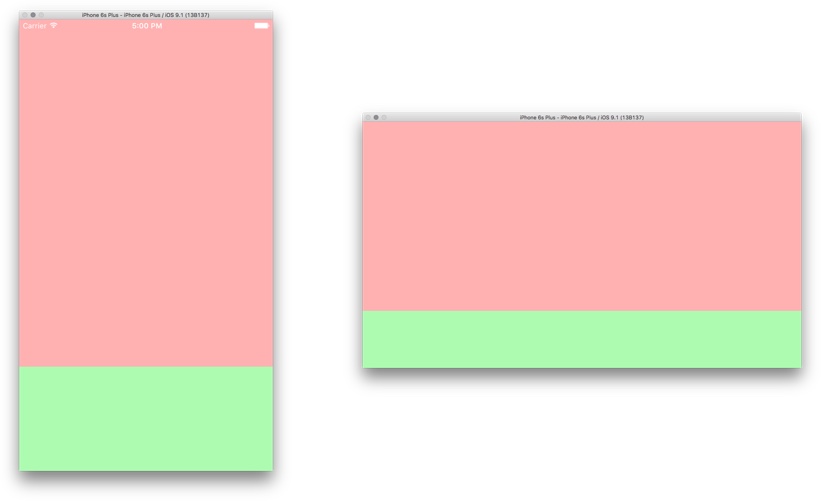 iPhone 6s Plus - iPhone 6s Plus / iOS 9.1 (13B137)
Carrier 5:00 PM
iPhone 6s Plus - iPhone 6s Plus / iOS 9.1 (13B137)